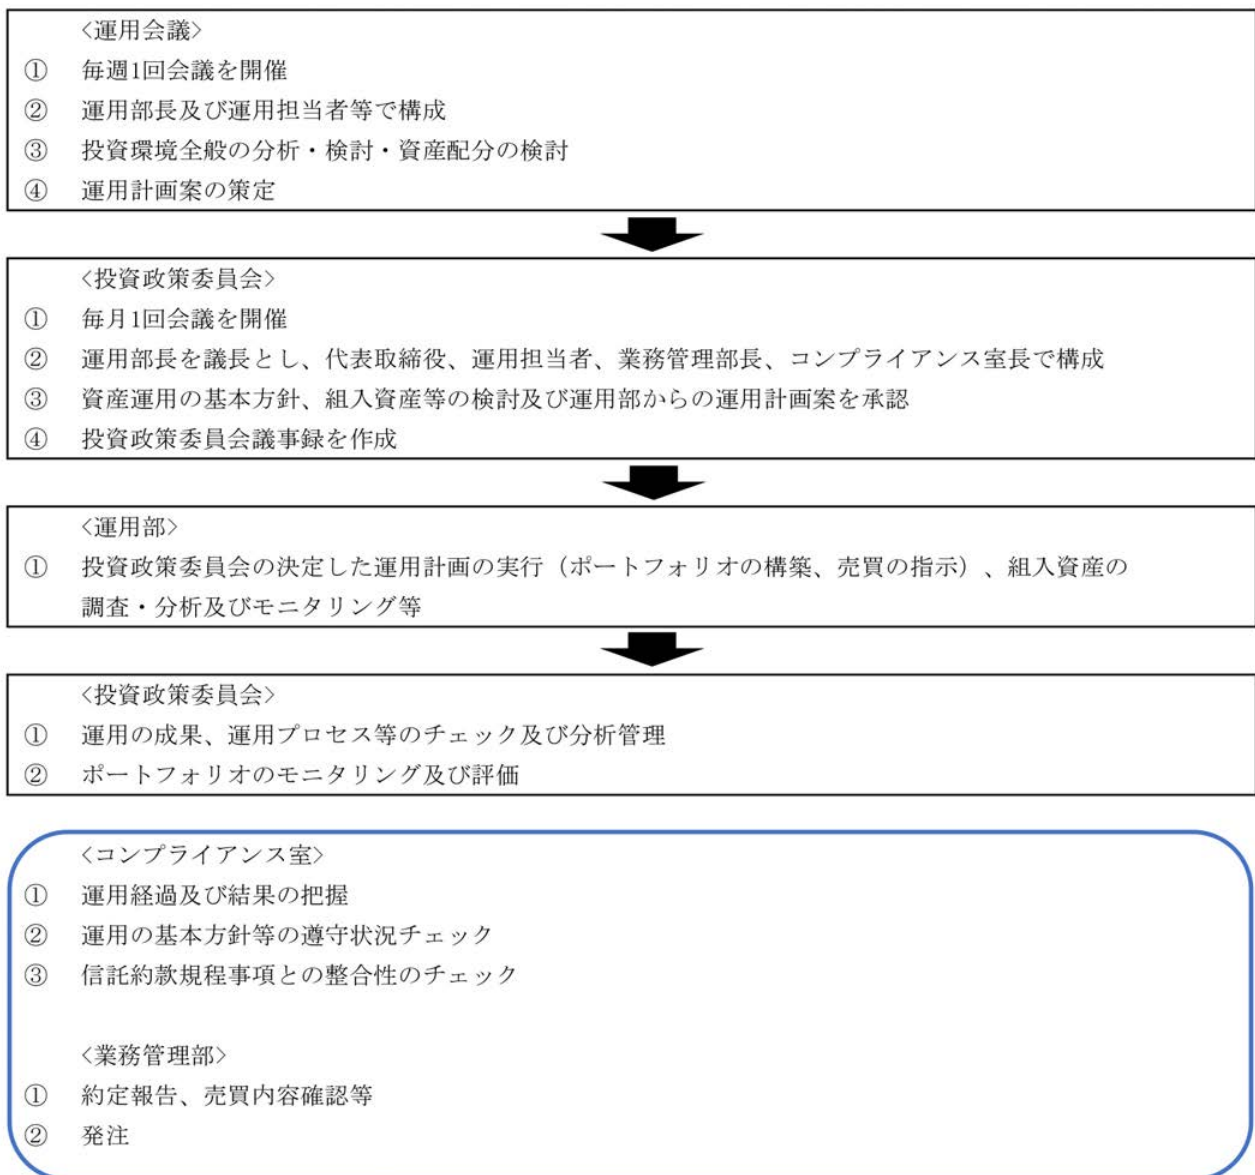 〈運用会議〉
① 毎週1回会議を開催
② 運用部長及び運用担当者等で構成
③ 投資環境全般の分析・検討・資産配分の検討
④ 運用計画案の策定
〈投資政策委員会〉
① 毎月1回会議を開催
② 運用部長を議長とし、代表取締役、運用担当者、業務管理部長、コンプライアンス室長で構成
③ 資産運用の基本方針、組入資産等の検討及び運用部からの運用計画案を承認
④ 投資政策委員会議事録を作成
〈運用部〉
① 投資政策委員会の決定した運用計画の実行（ポートフォリオの構築、売買の指示）、組入資産の
調査・分析及びモニタリング等
〈投資政策委員会〉
① 運用の成果、運用プロセス等のチェック及び分析管理
② ポートフォリオのモニタリング及び評価
〈コンプライアンス室〉
① 運用経過及び結果の把握
② 運用の基本方針等の遵守状況チェック
③ 信託約款規程事項との整合性のチェック
〈業務管理部〉
① 約定報告、売買内容確認等
② 発注